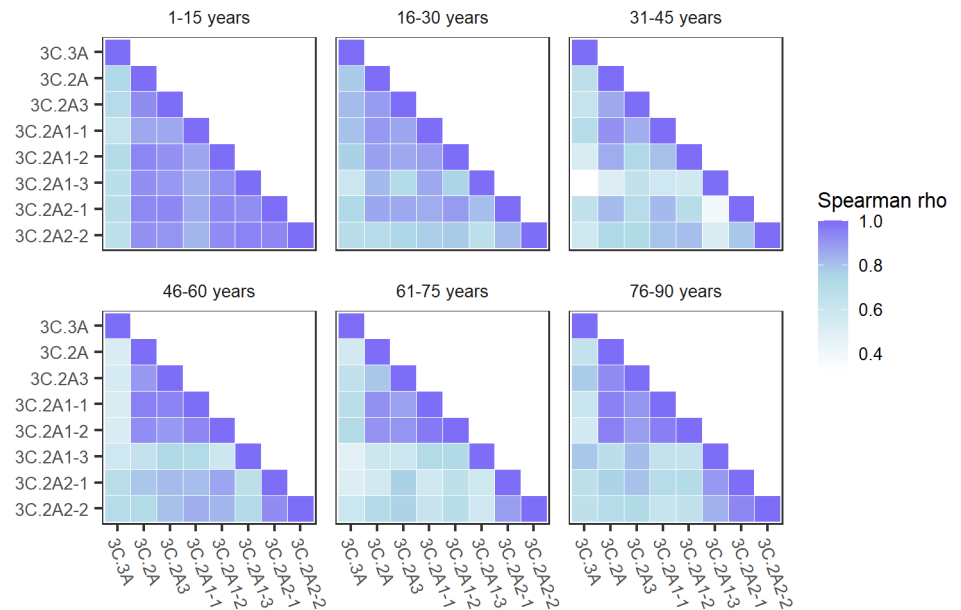 1-15 years
16-30 years
31-45 years
3C.3A
3C.2A
3C.2A3
3C.2A1-1
3C.2A1-2
3C.2A1-3
3C.2A2-1
3C.2A2-2
Spearman rho
1.0
0.8
0.6
0.4
46-60 years
61-75 years
76-90 years
3C.3A
3C.2A
3C.2A3
3C.2A1-1
3C.2A1-2
3C.2A1-3
3C.2A2-1
3C.2A2-2
3C.3A
3C.2A
3C.2A3
3C.2A1-1
3C.2A1-2
3C.2A1-3
3C.2A2-1
3C.2A2-2
3C.3A
3C.2A
3C.2A3
3C.2A1-1
3C.2A1-2
3C.2A1-3
3C.2A2-1
3C.2A2-2
3C.3A
3C.2A
3C.2A3
3C.2A1-1
3C.2A1-2
3C.2A1-3
3C.2A2-1
3C.2A2-2